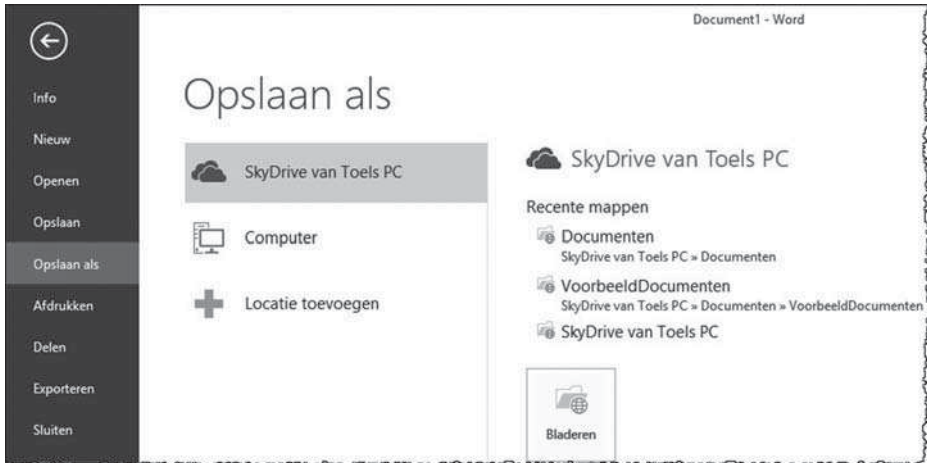 Document1 - Word
Info
Nieuw
Openen
Opslaan
Opslaan als
Afdrukken
Delen
Exporteren
Sluiten
Opslaan als
SkyDrive van Toels PC
Computer
Locatie toevoegen
SkyDrive van Toels PC
Recente mappen
Documenten
SkyDrive van Toels PC » Documenten
VoorbeeldDocumenten
SkyDrive van Toels PC » Documenten » VoorbeeldDocumenten
SkyDrive van Toels PC
Bladeren